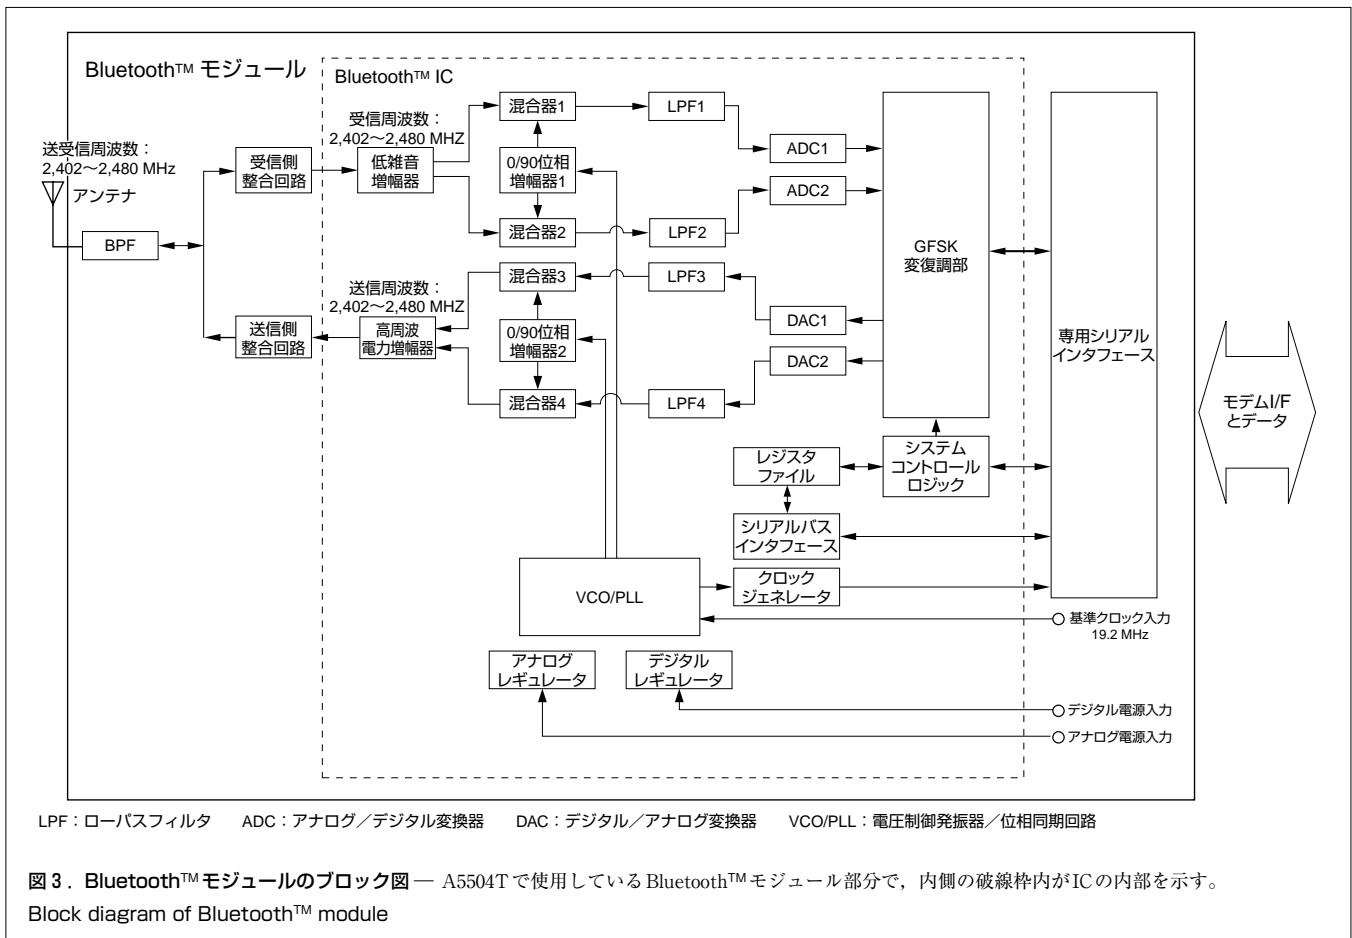 Bluetooth™ モジュール
Bluetooth™ IC
送受信周波数：
2,402～2,480 MHz
アンテナ
BPF
受信側
整合回路
受信周波数：
2,402～2,480 MHZ
低雑音
増幅器
混合器1
0/90位相
増幅器1
混合器2
LPF1
LPF2
ADC1
ADC2
GFSK
変復調部
送信側
整合回路
送信周波数：
2,402～2,480 MHZ
高周波
電力増幅器
混合器3
0/90位相
増幅器2
混合器4
LPF3
LPF4
DAC1
DAC2
専用シリアル
インタフェース
モデムI/F
とデータ
レジスタ
ファイル
システム
コントロール
ロジック
シリアルバス
インタフェース
VCO/PLL
クロック
ジェネレータ
基準クロック入力
19.2 MHz
アナログ
レギュレータ
デジタル
レギュレータ
デジタル電源入力
アナログ電源入力
LPF：ローパスフィルタ ADC：アナログ／デジタル変換器 DAC：デジタル／アナログ変換器 VCO/PLL：電圧制御発振器／位相同期回路
図3．Bluetooth™モジュールのブロック図 — A5504Tで使用しているBluetooth™モジュール部分で，内側の破線枠内がICの内部を示す。
Block diagram of Bluetooth™ module